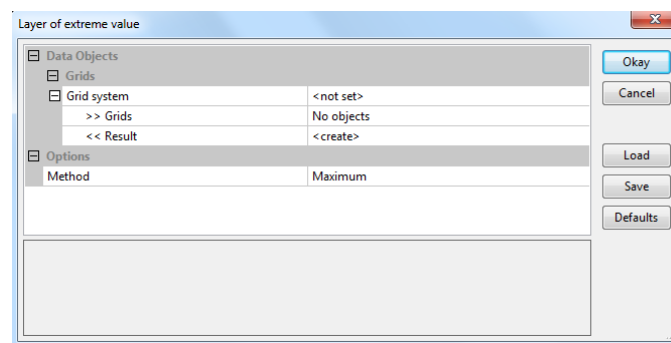 Layer of extreme value
Data Objects
Grids
Grid system <not set>
>> Grids No objects
<< Result <create>
Options
Method Maximum
Okay
Cancel
Load
Save
Defaults